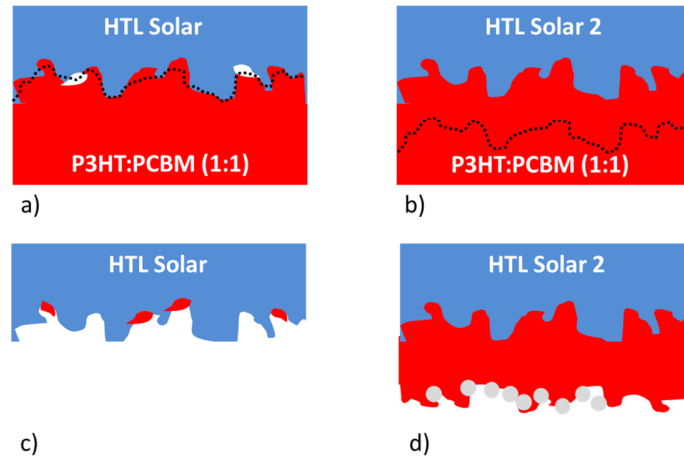 HTL Solar
P3HT:PCBM (1:1)
a)
HTL Solar 2
P3HT:PCBM (1:1)
b)
HTL Solar
c)
HTL Solar 2
d)